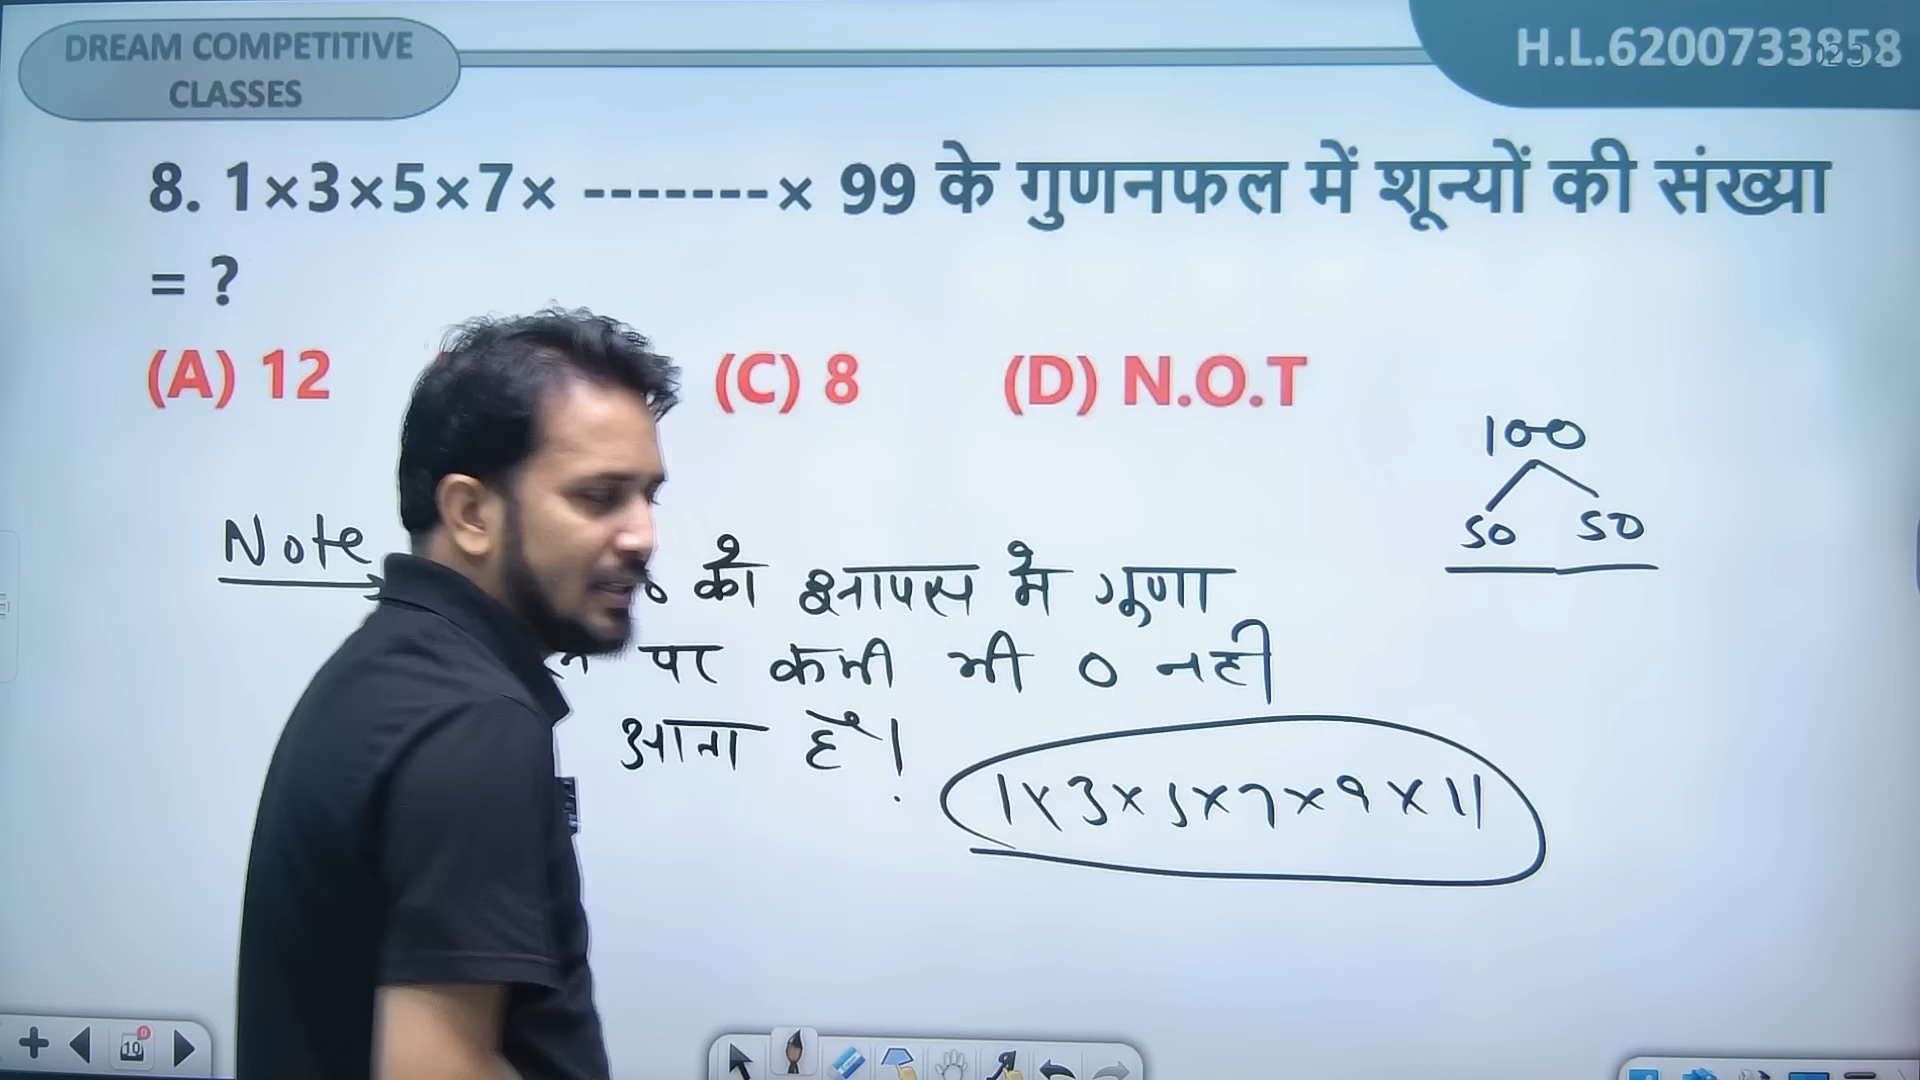 DREAM COMPETITIVE
CLASSES
H.L.6200733858
8. 1×3×5×7× -------× 99 के गुणनफल में शून्यों की संख्या
= ?
(A) 12 (C) 8 (D) N.O.T
100
50 50
Note
को आपस मे गुणा
पर कभी भी 0 नही
आता है।
1×3×5×7×9×11
10